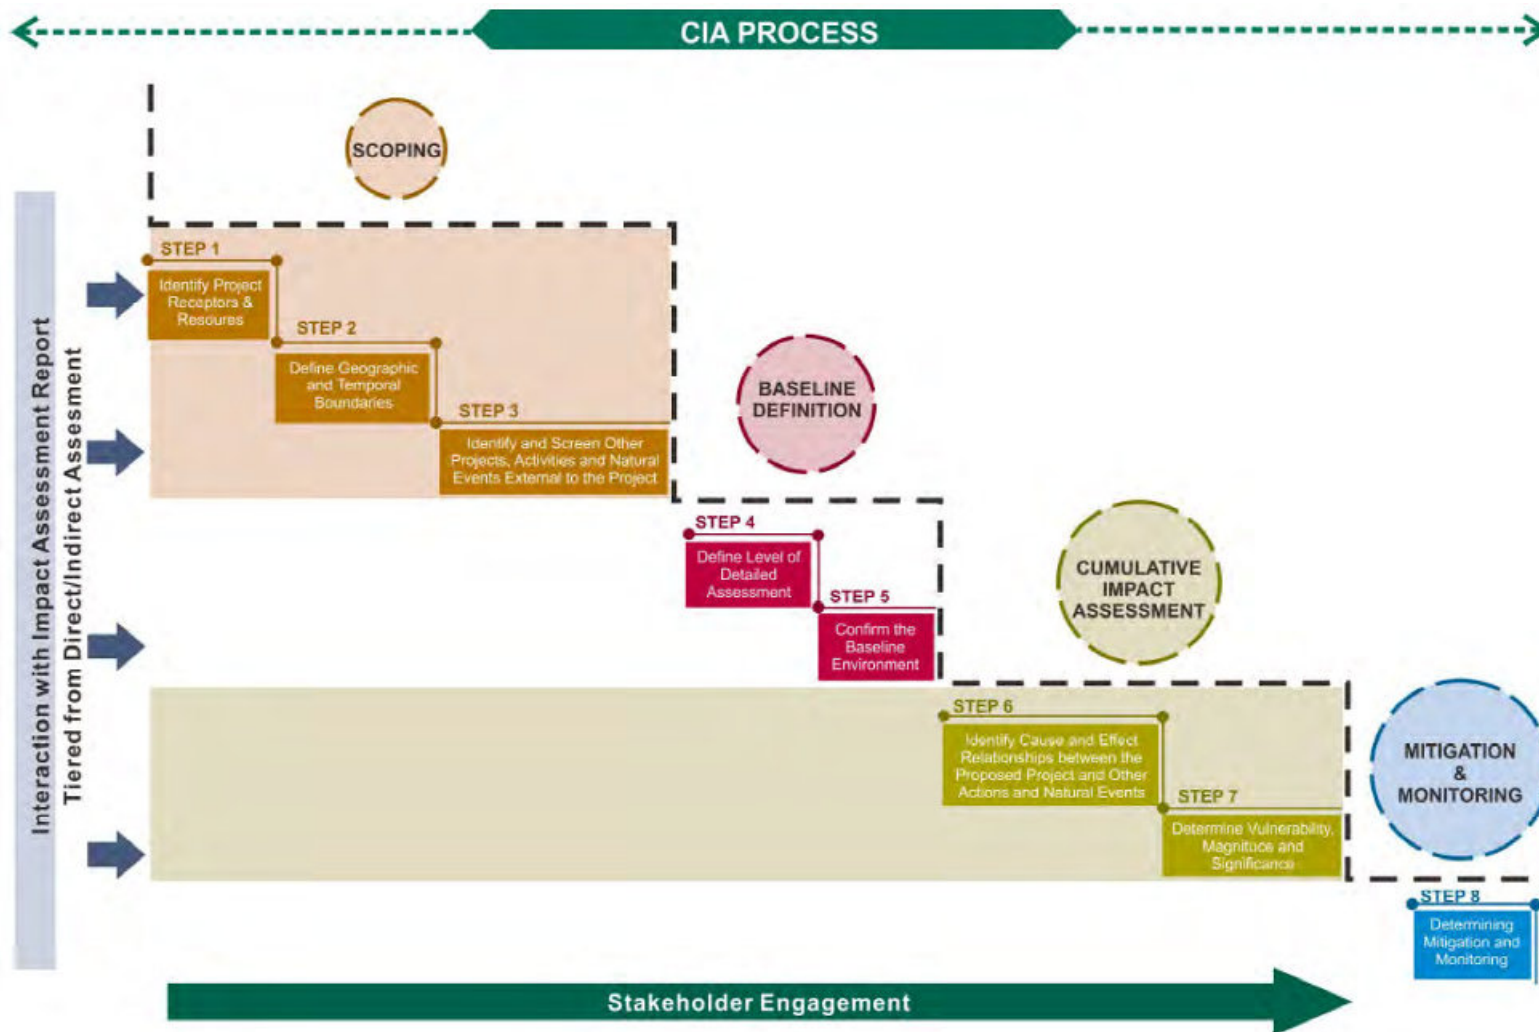 CIA PROCESS
SCOPING
STEP 1
Identify Project
Receptors &
Resoures
STEP 2
Define Geographic
and Temporal
Boundaries
STEP 3
Identify and Screen Other
Projects, Activities and Natural
Events External to the Project
BASELINE
DEFINITION
STEP 4
Define Level of
Detailed
Assessment
STEP 5
Confirm the
Baseline
Environment
CUMULATIVE
IMPACT
ASSESSMENT
STEP 6
Identify Cause and Effect
Relationships between the
Proposed Project and Other
Actions and Natural Events
STEP 7
Determine Vulnerability,
Magnituce and
Significance
MITIGATION
&
MONITORING
STEP 8
Determining
Mitigation and
Monitoring
Interaction with Impact Assessment Report
Tiered from Direct/Indirect Assessment
Stakeholder Engagement